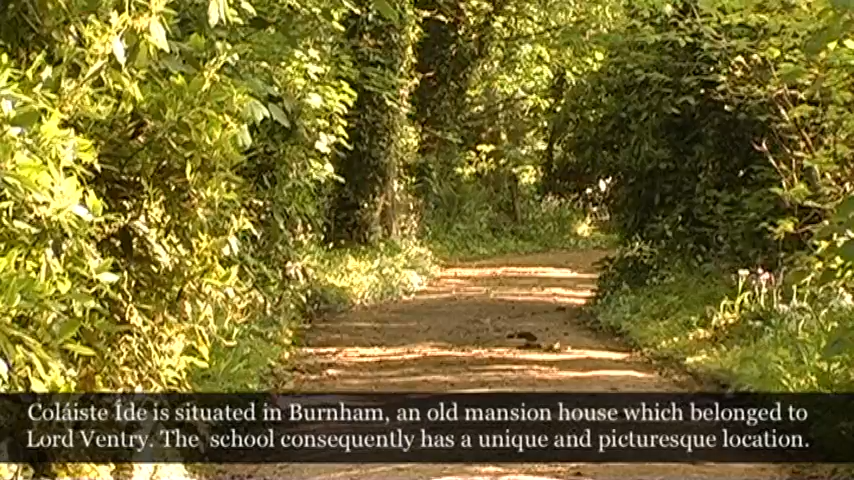 Coláiste Íde is situated in Burnham, an old mansion house which belonged to
Lord Ventry. The  school consequently has a unique and picturesque location.